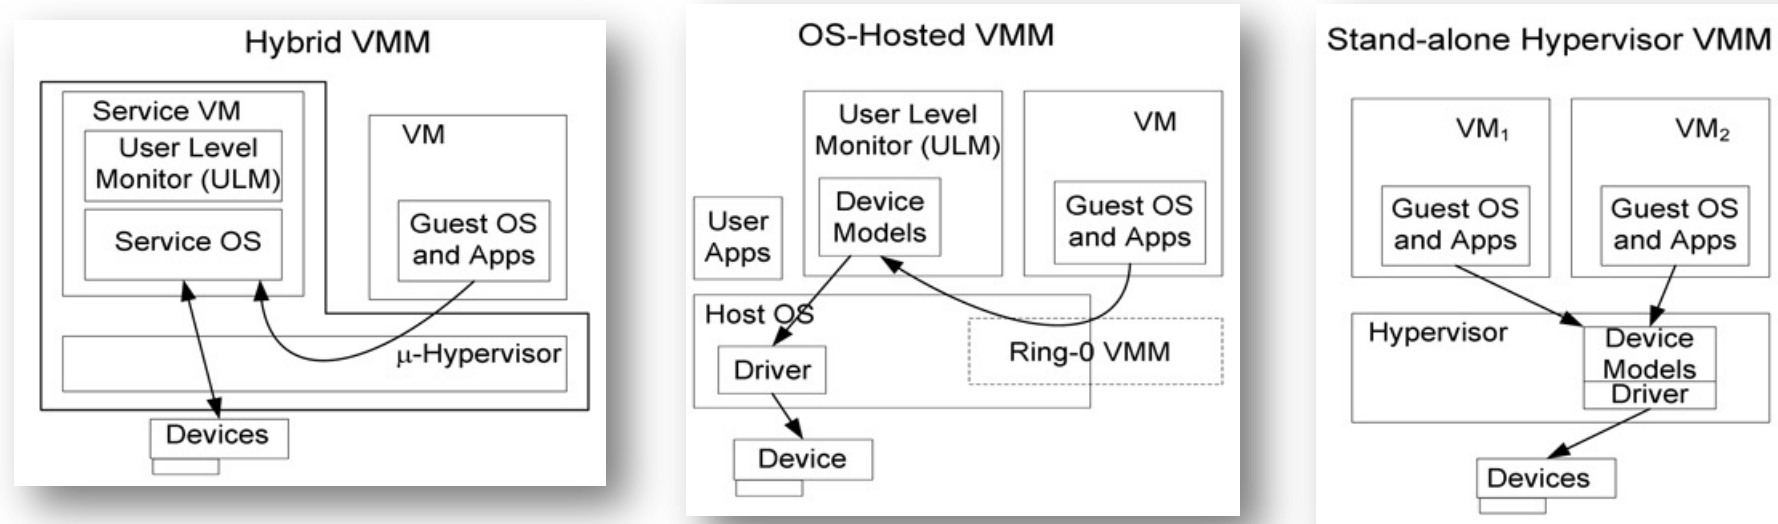 Hybrid VMM
Service VM
User Level
Monitor (ULM)
Service OS
VM
Guest OS
and Apps
μ-Hypervisor
Devices
OS-Hosted VMM
User Level
Monitor (ULM)
Device
Models
VM
Guest OS
and Apps
User
Apps
Host OS
Driver
Ring-0 VMM
Device
Stand-alone Hypervisor VMM
VM₁
Guest OS
and Apps
VM₂
Guest OS
and Apps
Hypervisor
Device
Models
Driver
Devices